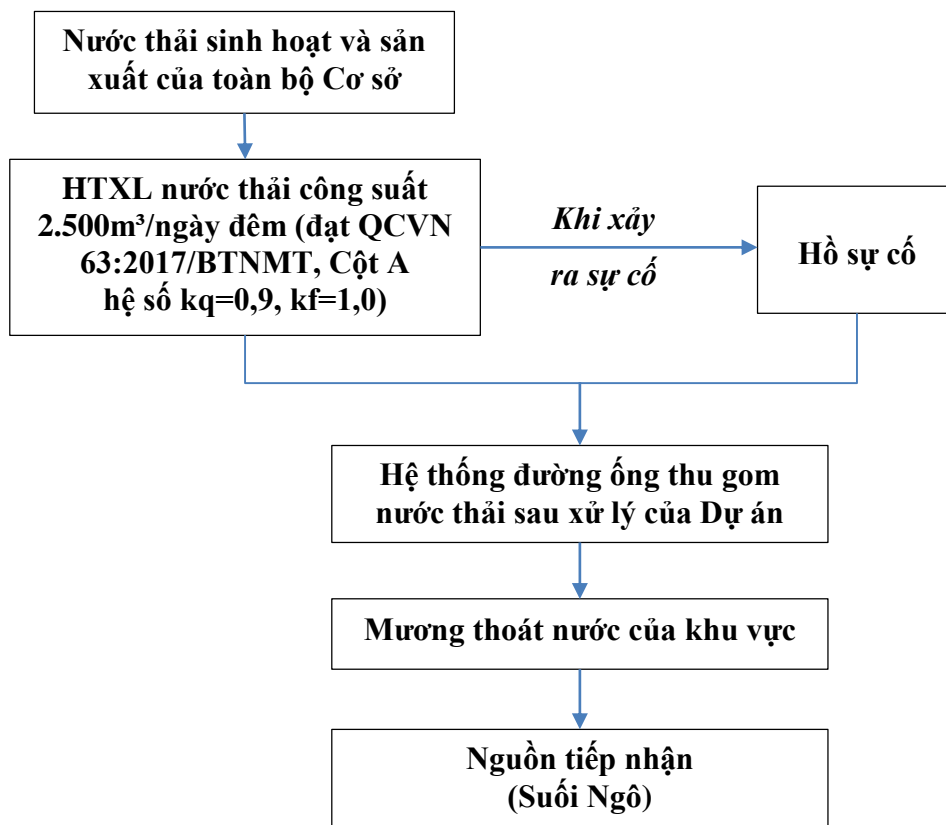 Nước thải sinh hoạt và sản
xuất của toàn bộ Cơ sở
HTXL nước thải công suất
2.500m³/ngày đêm (đạt QCVN
63:2017/BTNMT, Cột A
hệ số kq=0,9, kf=1,0)
Khi xảy
ra sự cố
Hồ sự cố
Hệ thống đường ống thu gom
nước thải sau xử lý của Dự án
Mương thoát nước của khu vực
Nguồn tiếp nhận
(Suối Ngô)